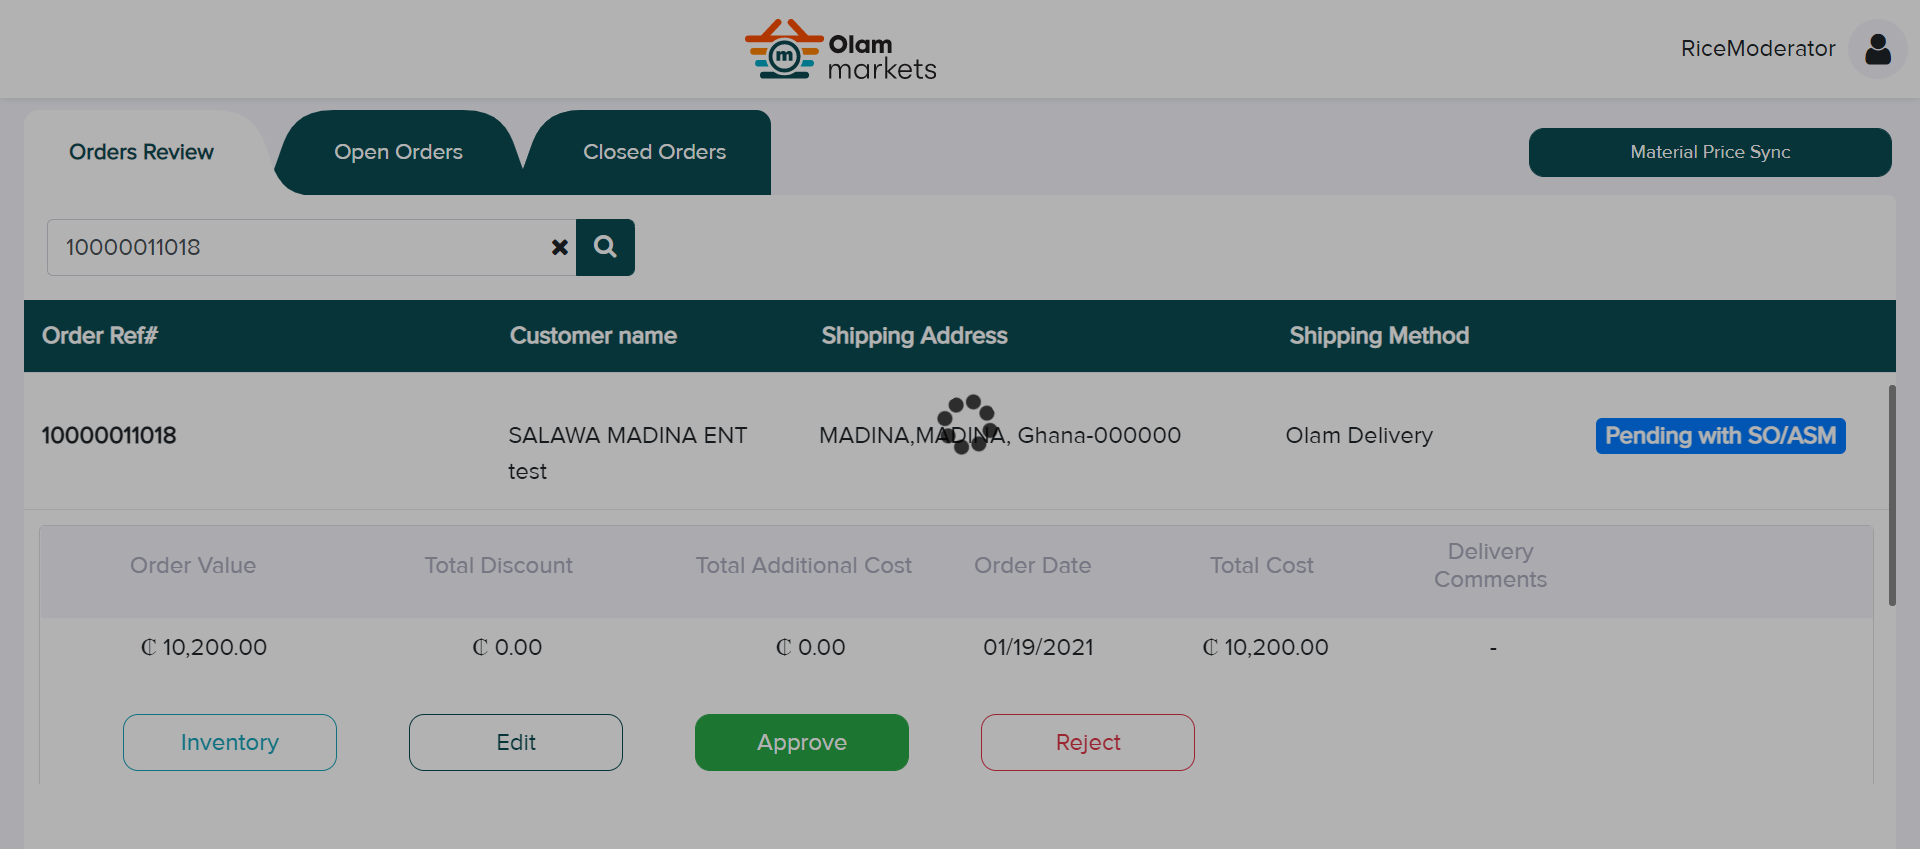 Olam
markets
m
RiceModerator
Orders Review
Open Orders
Closed Orders
Material Price Sync
10000011018
Order Ref#
Customer name
Shipping Address
Shipping Method
10000011018
SALAWA MADINA ENT
test
MADINA,MADINA, Ghana-000000
Olam Delivery
Pending with SO/ASM
Order Value
Total Discount
Total Additional Cost
Order Date
Total Cost
Delivery
Comments
₵ 10,200.00
₵ 0.00
₵ 0.00
01/19/2021
₵ 10,200.00
-
Inventory
Edit
Approve
Reject